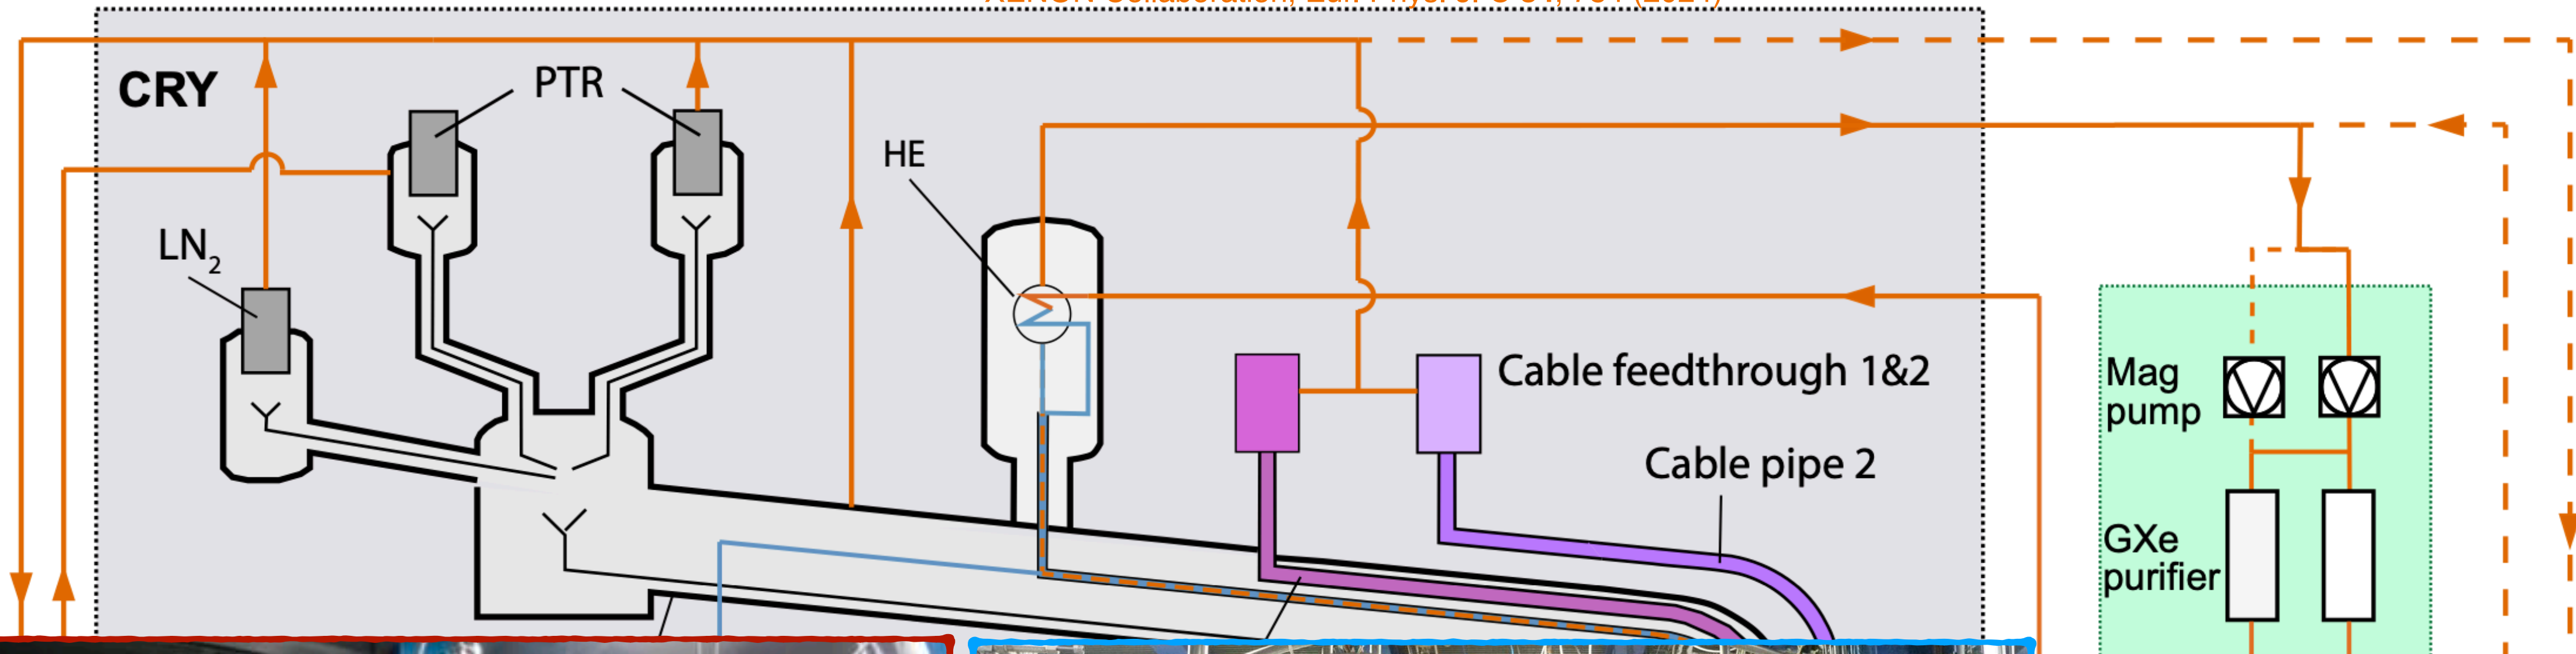 CRY
PTR
HE
LN2
Cable feedthrough 1&2
Mag
pump
Cable pipe 2
GXe
purifier